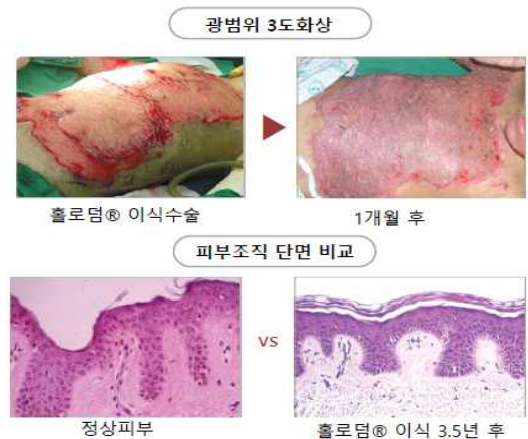 광범위 3도화상
홀로덤® 이식수술
1개월 후
피부조직 단면 비교
vs
정상피부
홀로덤® 이식 3.5년 후